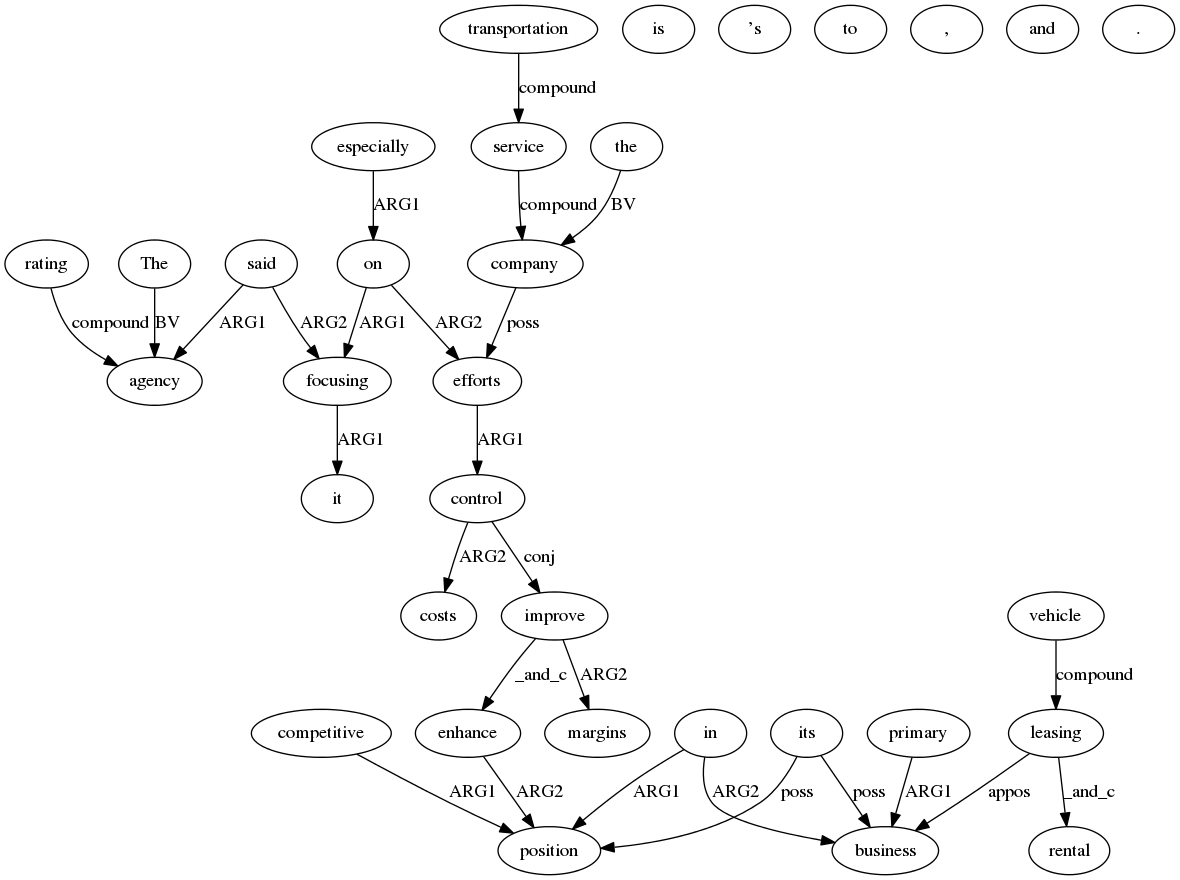 transportation is ’s to , and .
compound
especially service the
ARG1 compound BV
rating The said on company
compound BV ARG1 ARG2 ARG1 ARG2 poss
agency focusing efforts
ARG1 ARG1
it control
ARG2 conj
costs improve vehicle
_and_c ARG2 compound
competitive enhance margins in its primary leasing
ARG1 ARG2 ARG1 ARG2 poss poss ARG1 appos _and_c
position business rental